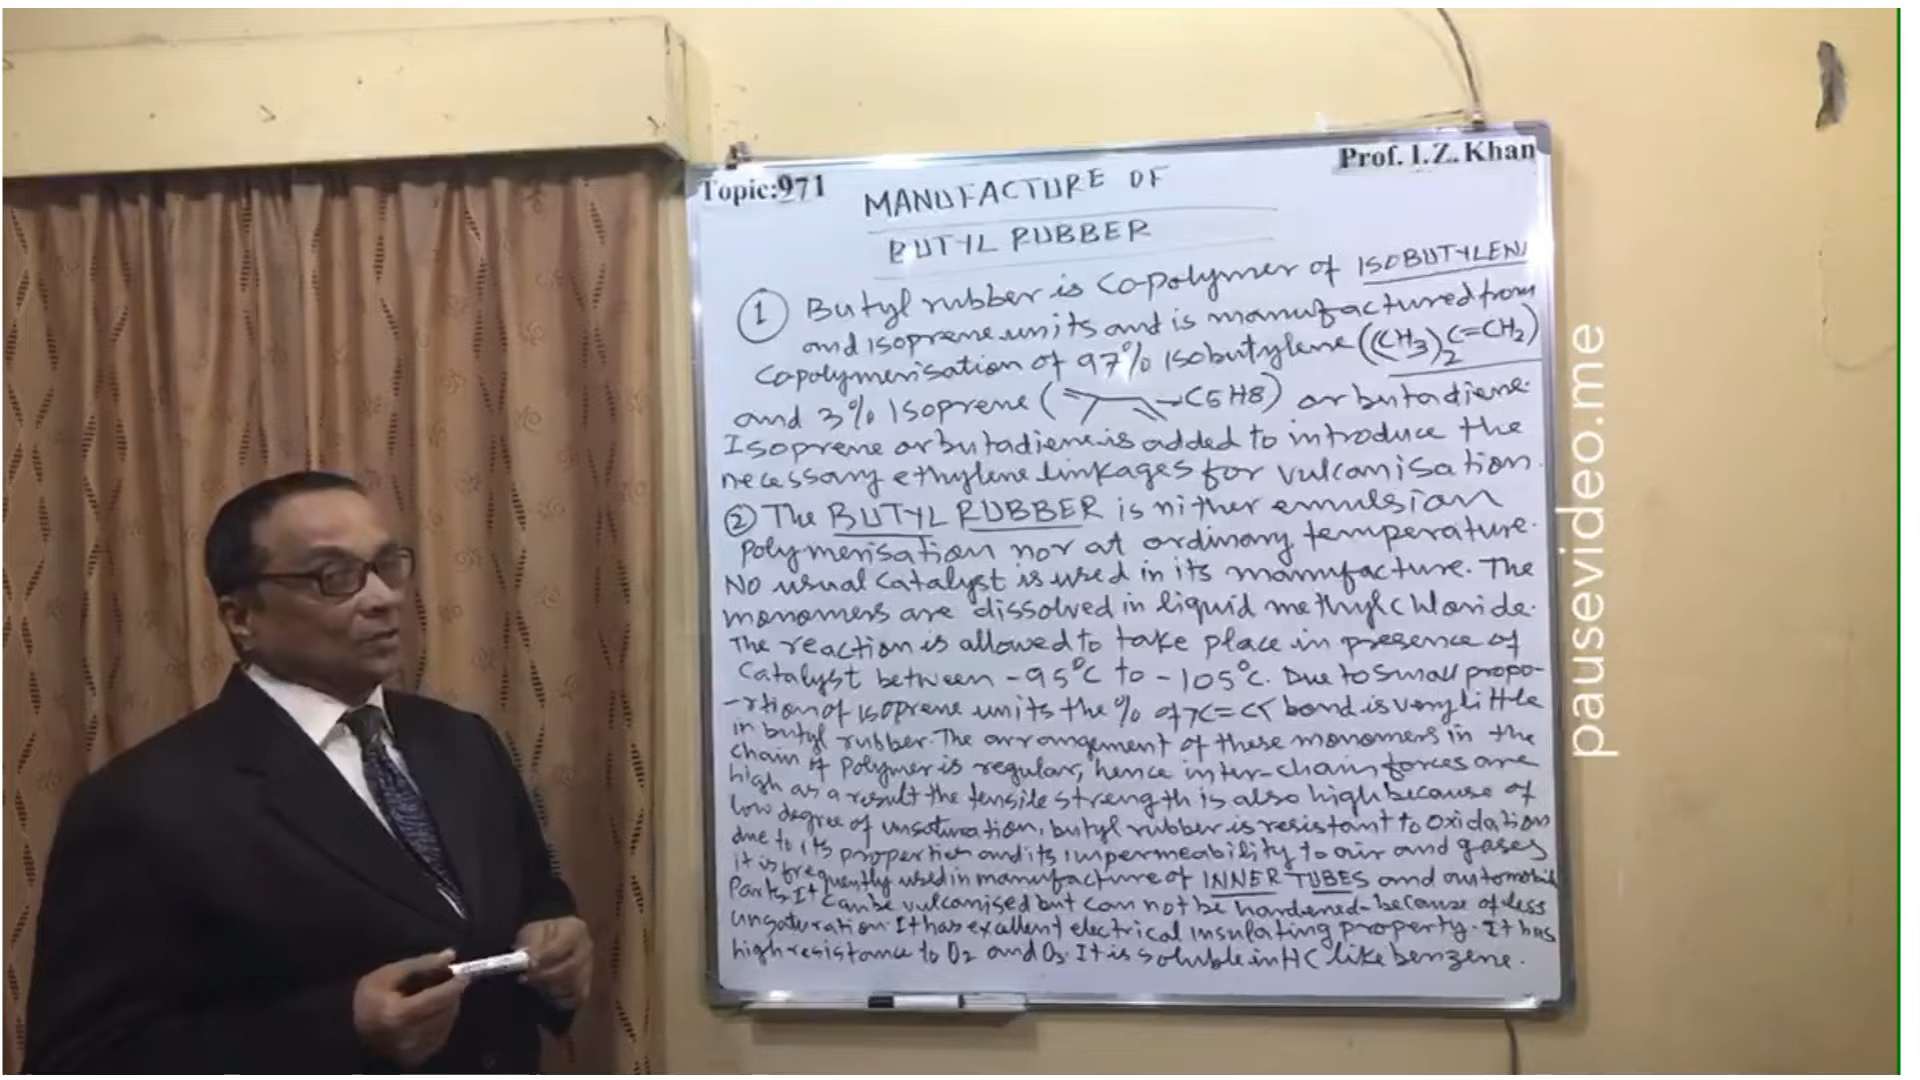 Topic:971
Prof. I.Z. Khan
MANUFACTURE OF
BUTYL RUBBER
① Butyl rubber is copolymer of ISOBUTYLENE
and isoprene units and is manufactured from
copolymerisation of 97% isobutylene ((CH3)2C=CH2)
and 3% Isoprene ( →C5H8) or butadiene.
Isoprene or butadiene is added to introduce the
necessary ethylene linkages for vulcanisation.
② The BUTYL RUBBER is nither emulsion
polymerisation nor at ordinary temperature.
No usual catalyst is used in its manufacture. The
monomers are dissolved in liquid methyl chloride.
The reaction is allowed to take place in presence of
catalyst between -95°C to -105°C. Due to small propo-
-rtion of isoprene units the % of >C=C< bond is very little
in butyl rubber. The arrangement of these monomers in the
chain of polymer is regular, hence inter-chain forces are
high as a result the tensile strength is also high because of
low degree of unsaturation, butyl rubber is resistant to oxidation
due to its properties and its impermeability to air and gases
it is frequently used in manufacture of INNER TUBES and automobile
parts. It can be vulcanised but can not be hardened because of less
unsaturation. It has excellent electrical insulating property. It has
high resistance to O2 and O3. It is soluble in HC like benzene.
pausevideo.me